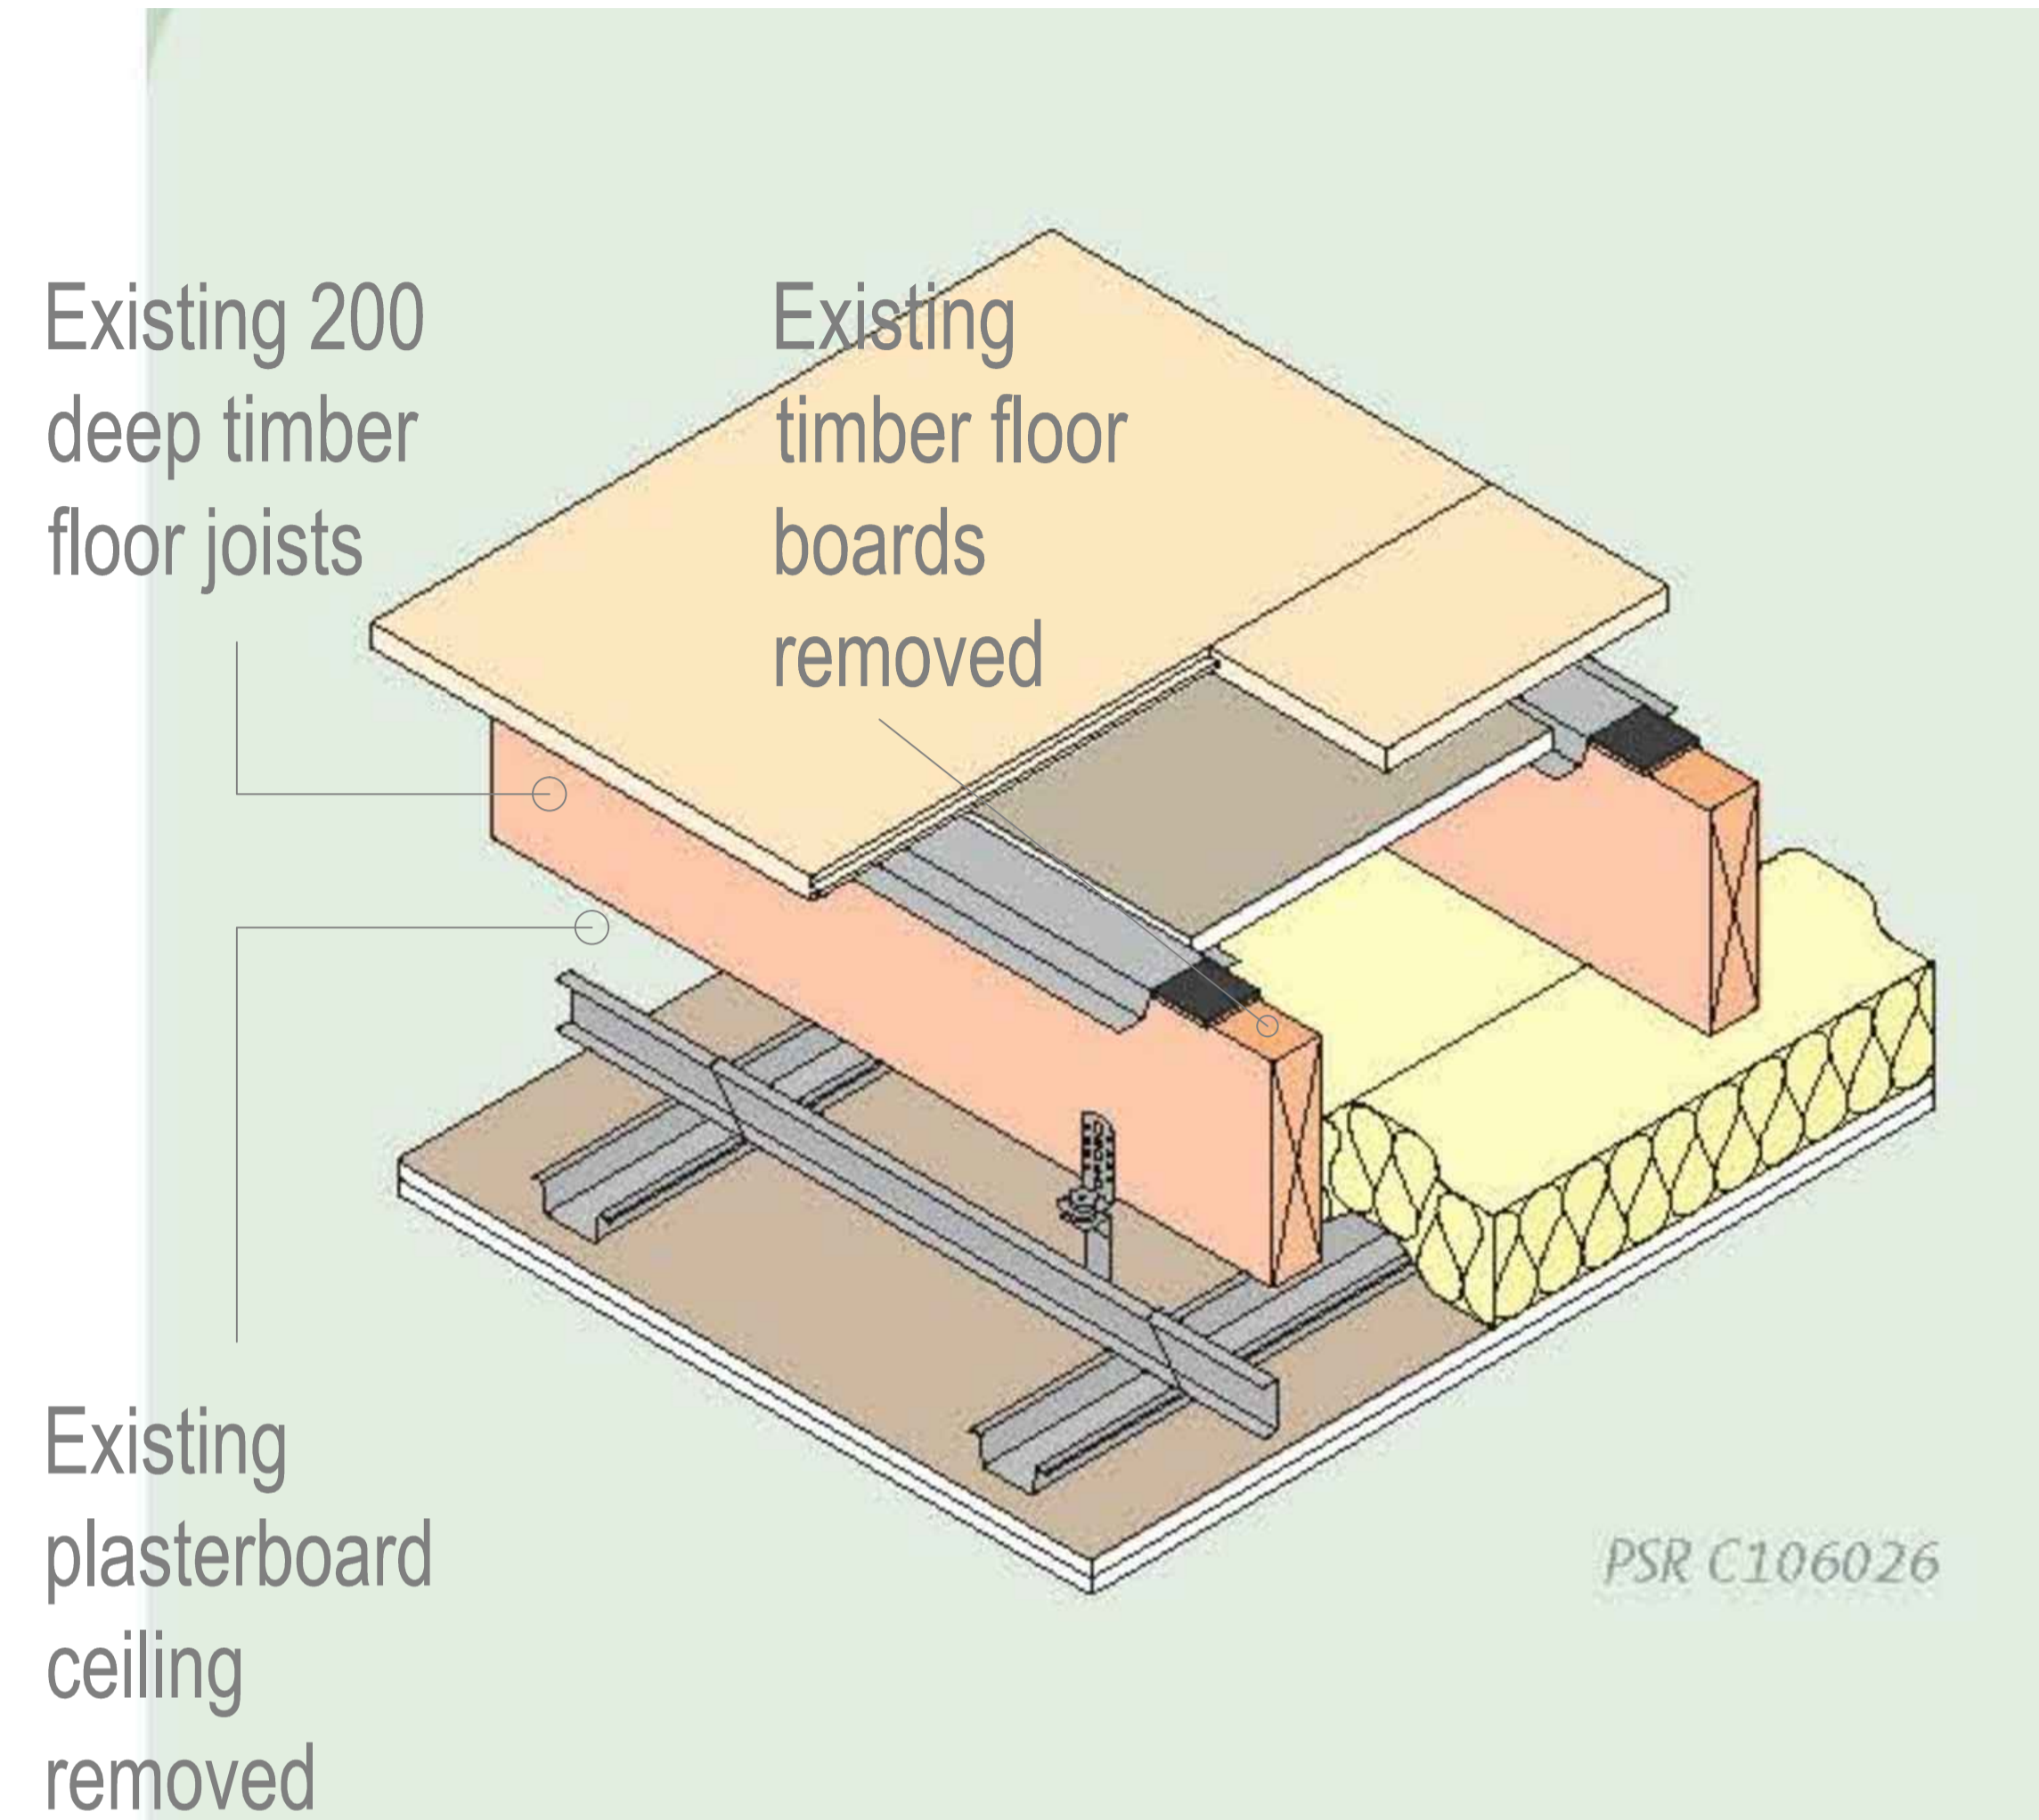 Existing 200
deep timber
floor joists
Existing
timber floor
boards
removed
Existing
plasterboard
ceiling
removed
PSR C106026